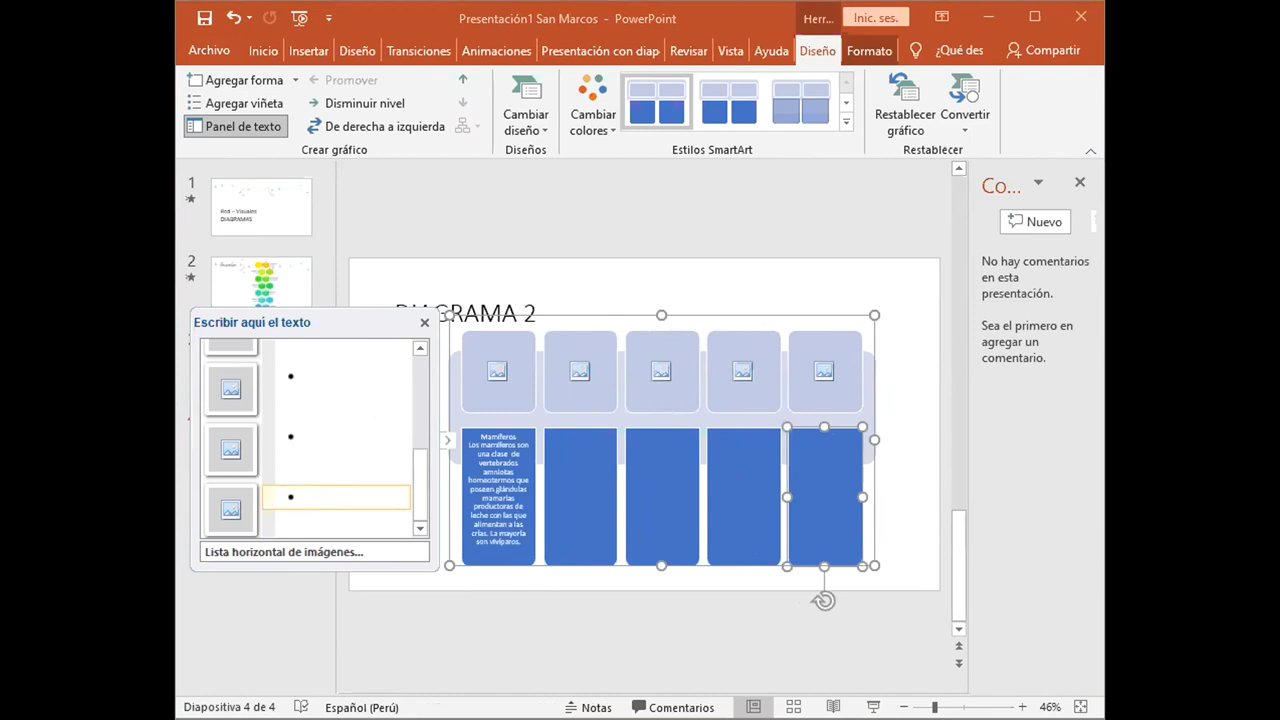 Presentación1 San Marcos - PowerPoint
Herr...
Inic. ses.
Archivo
Inicio
Insertar
Diseño
Transiciones
Animaciones
Presentación con diap
Revisar
Vista
Ayuda
Diseño
Formato
¿Qué des
Compartir
Agregar forma
Promover
Agregar viñeta
Disminuir nivel
Panel de texto
De derecha a izquierda
Crear gráfico
Cambiar
diseño
Diseños
Cambiar
colores
Estilos SmartArt
Restablecer
gráfico
Convertir
Restablecer
1
DIAGRAMAS
2
Escribir aquí el texto
Lista horizontal de imágenes...
DIAGRAMA 2
Mamíferos
Los mamíferos son
una clase de
vertebrados
amniotas
homeotermos que
poseen glándulas
mamarias
productoras de
leche con las que
alimentan a las
crías. La mayoría
son vivíparos.
Co...
Nuevo
No hay comentarios
en esta
presentación.
Sea el primero en
agregar un
comentario.
Diapositiva 4 de 4
Español (Perú)
Notas
Comentarios
46%